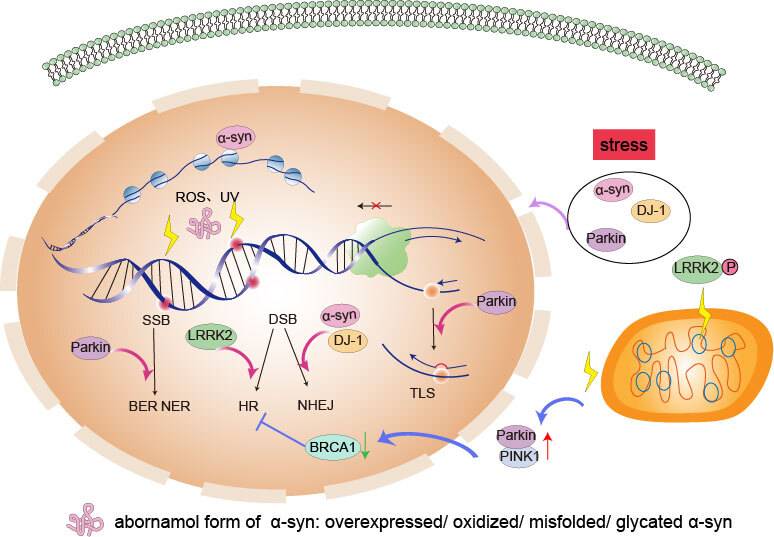 α-syn
stress
ROS、UV
α-syn
DJ-1
Parkin
LRRK2 P
SSB
DSB
α-syn
Parkin
Parkin
LRRK2
DJ-1
BER NER
HR
NHEJ
TLS
BRCA1
Parkin
PINK1
abornamol form of α-syn: overexpressed/ oxidized/ misfolded/ glycated α-syn